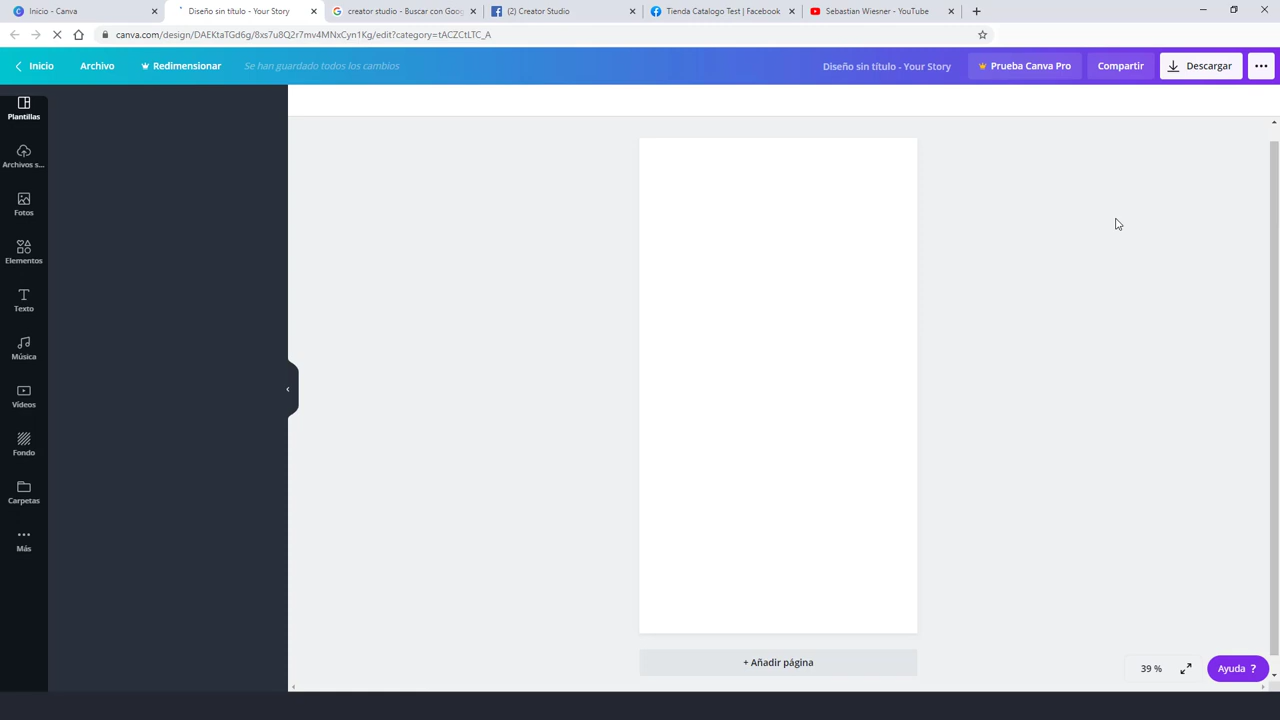 Inicio - Canva
Diseño sin título - Your Story
creator studio - Buscar con Goog
(2) Creator Studio
Tienda Catalogo Test | Facebook
Sebastian Wiesner - YouTube
canva.com/design/DAEKtaTGd6g/8xs7u8Q2r7mv4MNxCyn1Kg/edit?category=tACZCtLTC_A
Inicio
Archivo
Redimensionar
Se han guardado todos los cambios
Diseño sin título - Your Story
Prueba Canva Pro
Compartir
Descargar
Plantillas
Archivos s...
Fotos
Elementos
Texto
Música
Vídeos
Fondo
Carpetas
Más
+ Añadir página
39 %
Ayuda ?